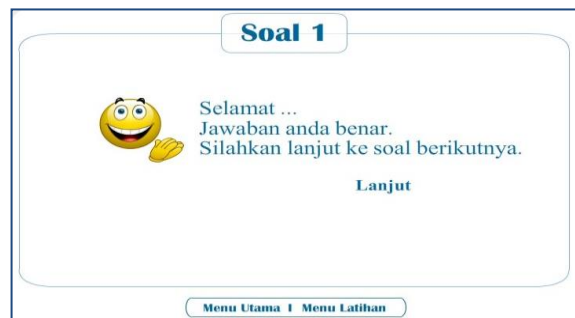 Soal 1
Selamat ...
Jawaban anda benar.
Silahkan lanjut ke soal berikutnya.
Lanjut
Menu Utama I Menu Latihan